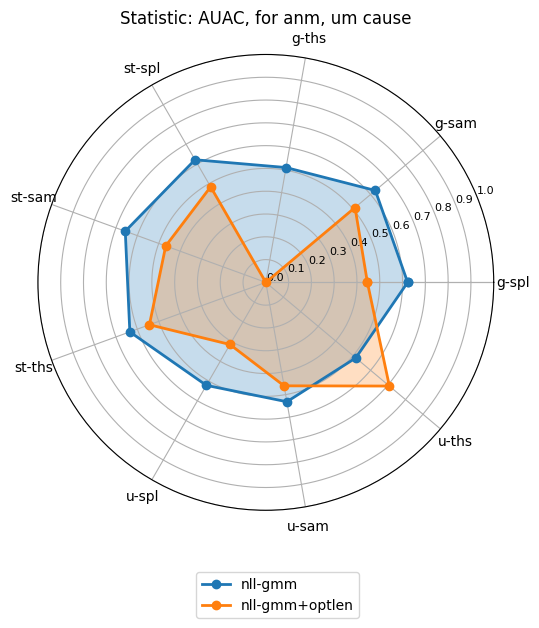 Statistic: AUAC, for anm, um cause
g-ths
st-spl
g-sam
1.0
0.9
0.8
0.7
0.6
0.5
0.4
0.3
0.2
0.1
0.0
st-sam
g-spl
st-ths
u-ths
u-spl
u-sam
nll-gmm
nll-gmm+optlen